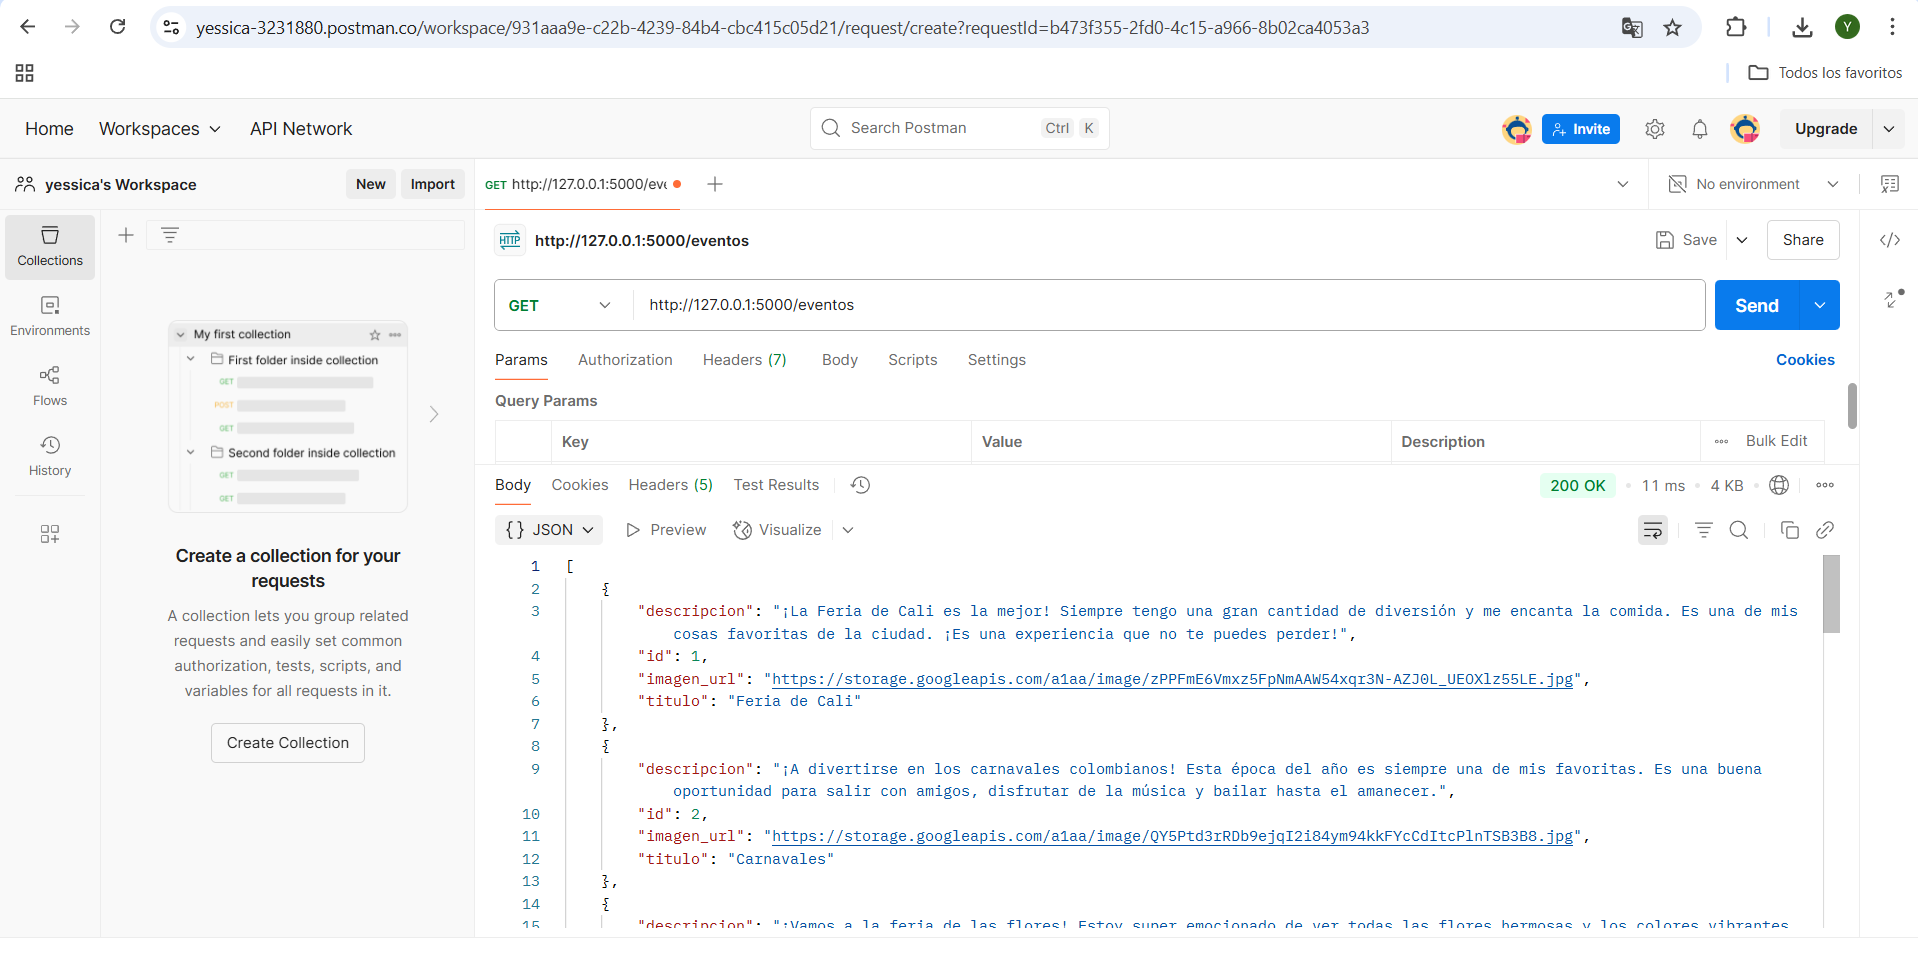 yessica-3231880.postman.co/workspace/931aaa9e-c22b-4239-84b4-cbc415c05d21/request/create?requestId=b473f355-2fd0-4c15-a966-8b02ca4053a3
Y
Todos los favoritos
Home
Workspaces
API Network
Search Postman
Ctrl
K
Invite
Upgrade
yessica's Workspace
New
Import
GET http://127.0.0.1:5000/eve
No environment
Collections
Environments
Flows
History
My first collection
First folder inside collection
GET
POST
GET
Second folder inside collection
GET
GET
Create a collection for your
requests
A collection lets you group related
requests and easily set common
authorization, tests, scripts, and
variables for all requests in it.
Create Collection
HTTP
http://127.0.0.1:5000/eventos
Save
Share
GET
http://127.0.0.1:5000/eventos
Send
Params
Authorization
Headers (7)
Body
Scripts
Settings
Cookies
Query Params
Key
Value
Description
Bulk Edit
Body
Cookies
Headers (5)
Test Results
200 OK
11 ms
4 KB
{} JSON
Preview
Visualize
1 [
2 {
3 "descripcion": "¡La Feria de Cali es la mejor! Siempre tengo una gran cantidad de diversión y me encanta la comida. Es una de mis
cosas favoritas de la ciudad. ¡Es una experiencia que no te puedes perder!",
4 "id": 1,
5 "imagen_url": "https://storage.googleapis.com/a1aa/image/zPPFmE6Vmxz5FpNmAAW54xqr3N-AZJ0L_UEOXlz55LE.jpg",
6 "titulo": "Feria de Cali"
7 },
8 {
9 "descripcion": "¡A divertirse en los carnavales colombianos! Esta época del año es siempre una de mis favoritas. Es una buena
oportunidad para salir con amigos, disfrutar de la música y bailar hasta el amanecer.",
10 "id": 2,
11 "imagen_url": "https://storage.googleapis.com/a1aa/image/QY5Ptd3rRDb9ejqI2i84ym94kkFYcCdItcPlnTSB3B8.jpg",
12 "titulo": "Carnavales"
13 },
14 {
15 "descripcion": "¡Vamos a la feria de las flores! Estoy super emocionado de ver todas las flores hermosas y los colores vibrantes